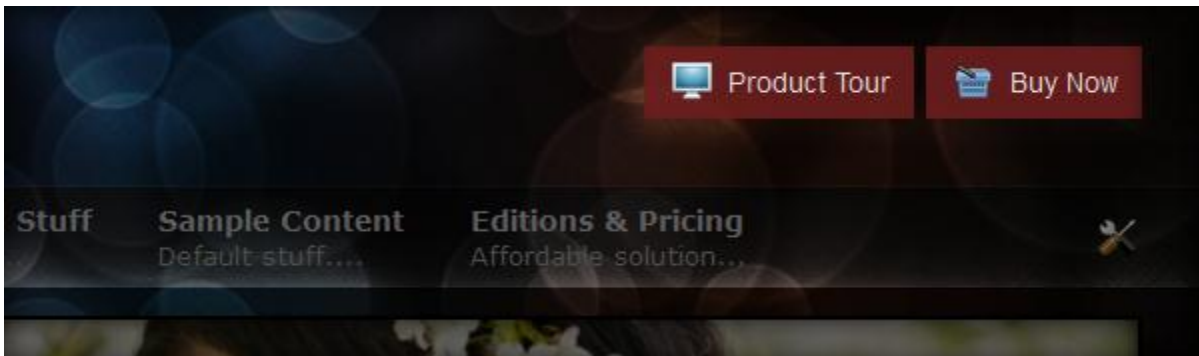 Product Tour
Buy Now
Stuff
Sample Content
Editions & Pricing
Default stuff....
Affordable solution...